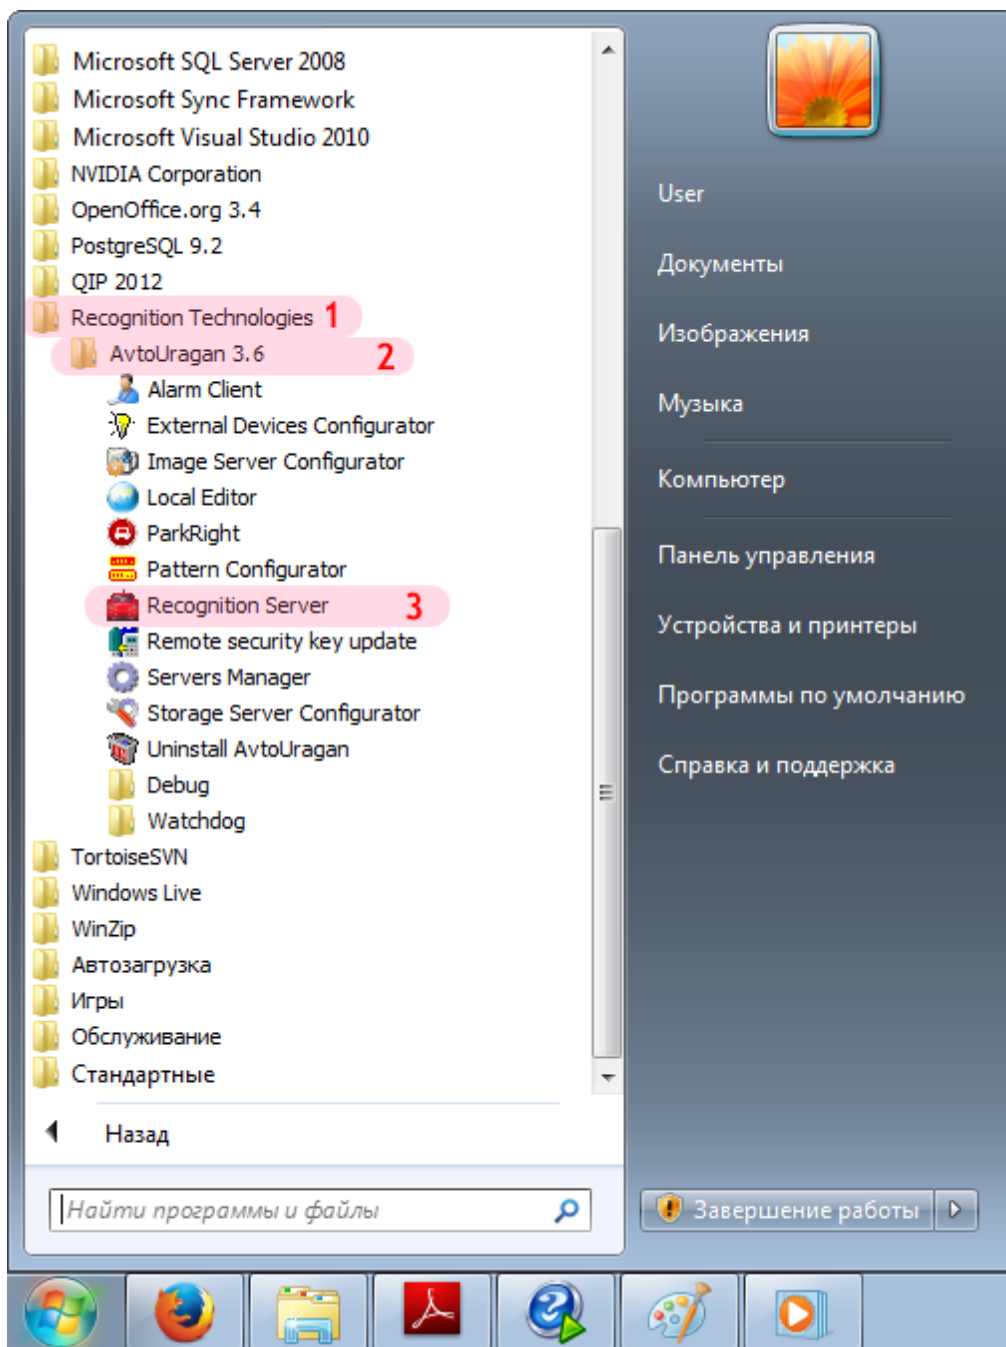 Microsoft SQL Server 2008
Microsoft Sync Framework
Microsoft Visual Studio 2010
NVIDIA Corporation
OpenOffice.org 3.4
PostgreSQL 9.2
QIP 2012
Recognition Technologies 1
AvtoUragan 3.6 2
Alarm Client
External Devices Configurator
Image Server Configurator
Local Editor
ParkRight
Pattern Configurator
Recognition Server 3
Remote security key update
Servers Manager
Storage Server Configurator
Uninstall AvtoUragan
Debug
Watchdog
TortoiseSVN
Windows Live
WinZip
Автозагрузка
Игры
Обслуживание
Стандартные
Назад
Найти программы и файлы
User
Документы
Изображения
Музыка
Компьютер
Панель управления
Устройства и принтеры
Программы по умолчанию
Справка и поддержка
Завершение работы